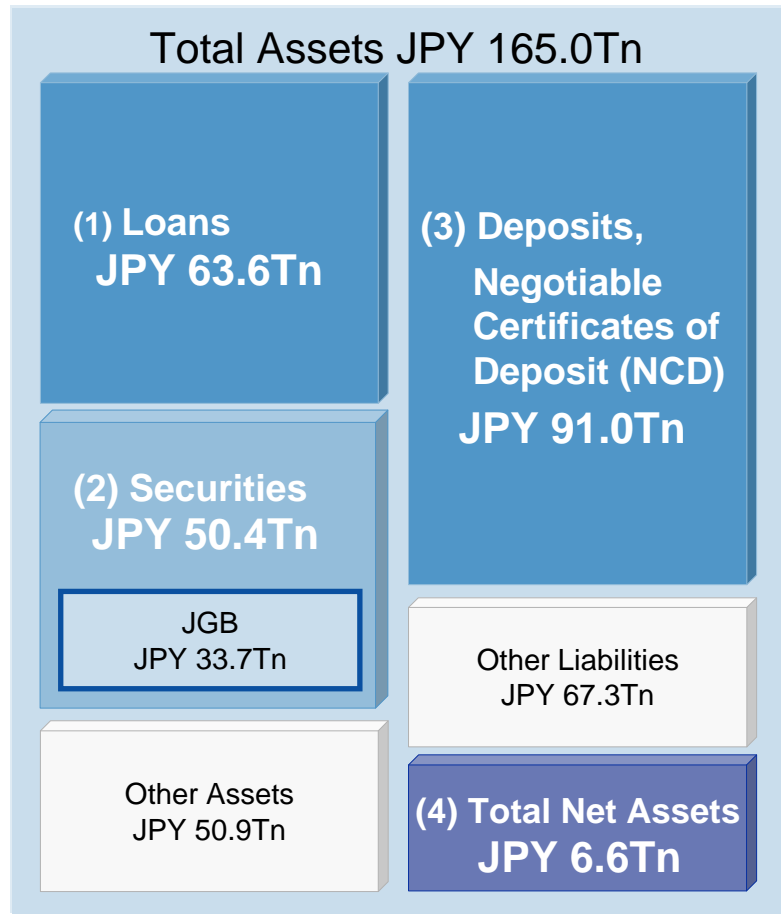 Total Assets JPY 165.0Tn
(1) Loans
JPY 63.6Tn
(2) Securities
JPY 50.4Tn
JGB
JPY 33.7Tn
Other Assets
JPY 50.9Tn
(3) Deposits,
Negotiable
Certificates of
Deposit (NCD)
JPY 91.0Tn
Other Liabilities
JPY 67.3Tn
(4) Total Net Assets
JPY 6.6Tn